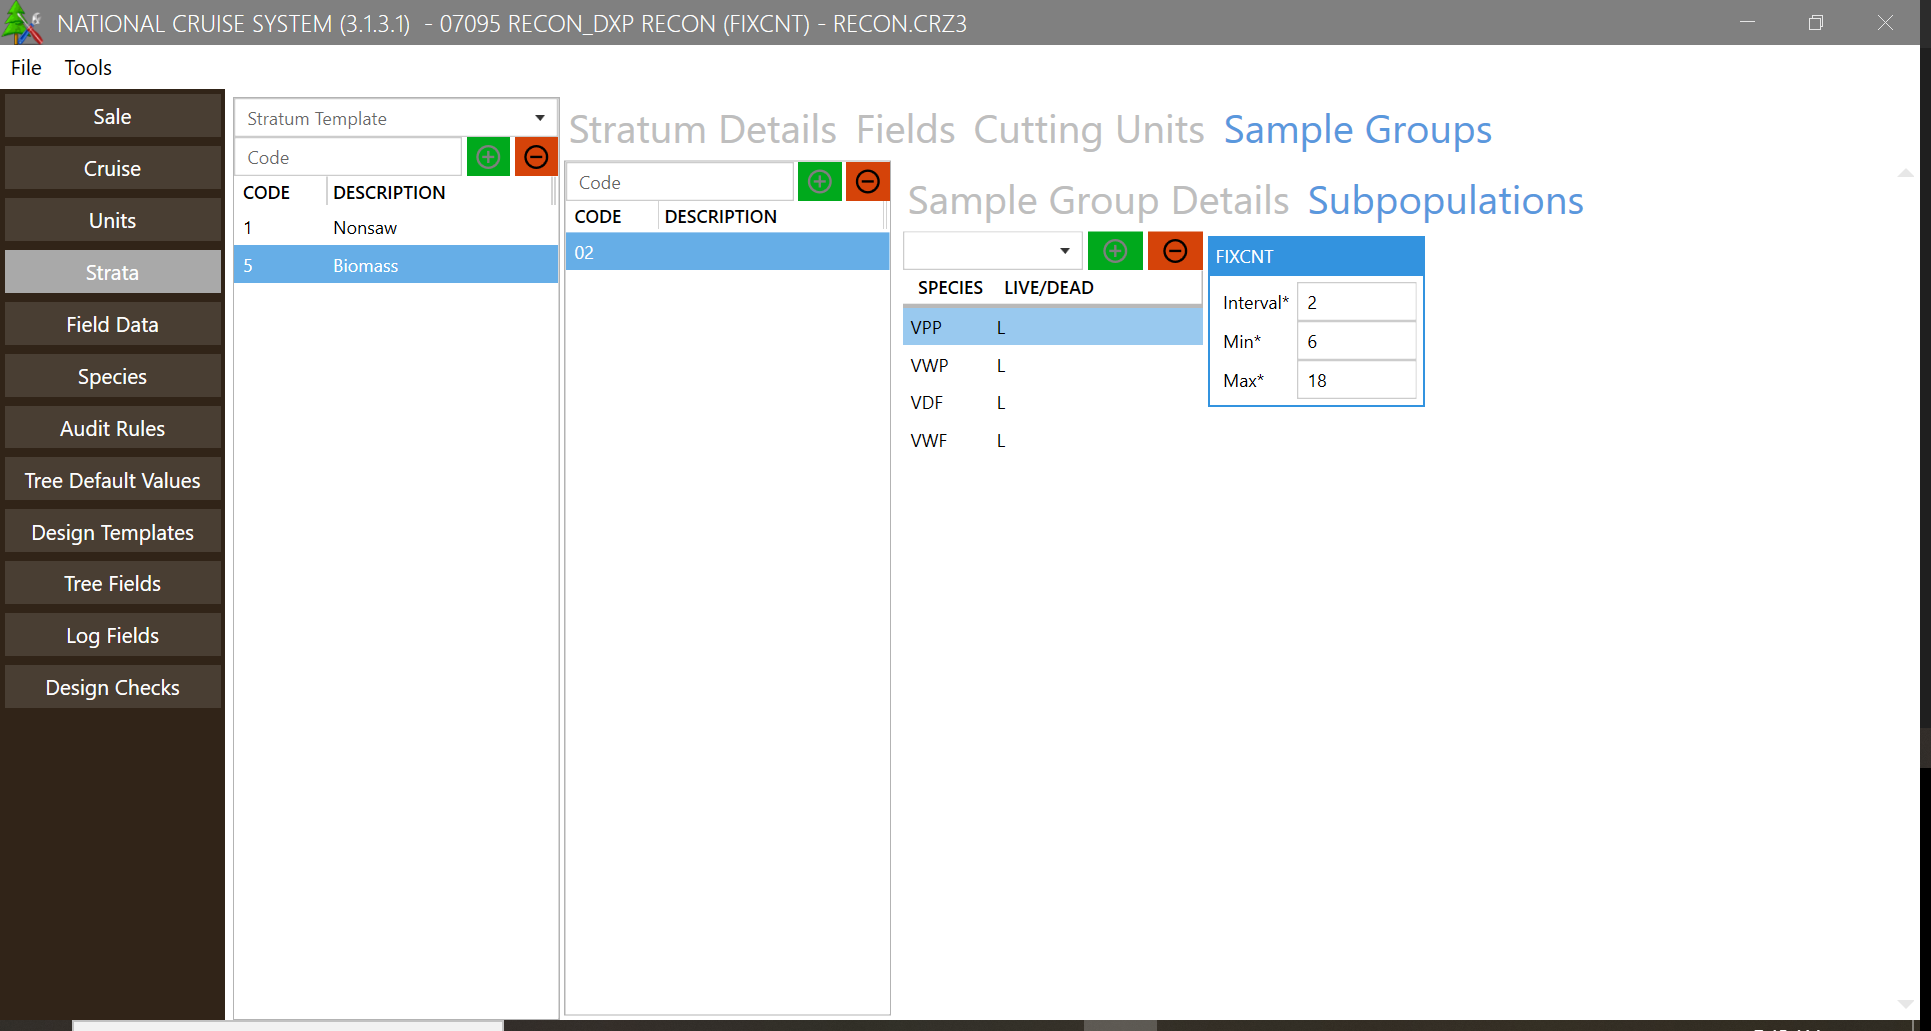 NATIONAL CRUISE SYSTEM (3.1.3.1) - 07095 RECON_DXP RECON (FIXCNT) - RECON.CRZ3
File Tools
Sale
Cruise
Units
Strata
Field Data
Species
Audit Rules
Tree Default Values
Design Templates
Tree Fields
Log Fields
Design Checks
Stratum Template
Code
CODE DESCRIPTION
1 Nonsaw
5 Biomass
Stratum Details Fields Cutting Units Sample Groups
Code
CODE DESCRIPTION
02
Sample Group Details Subpopulations
SPECIES LIVE/DEAD
VPP L
VWP L
VDF L
VWF L
FIXCNT
Interval* 2
Min* 6
Max* 18